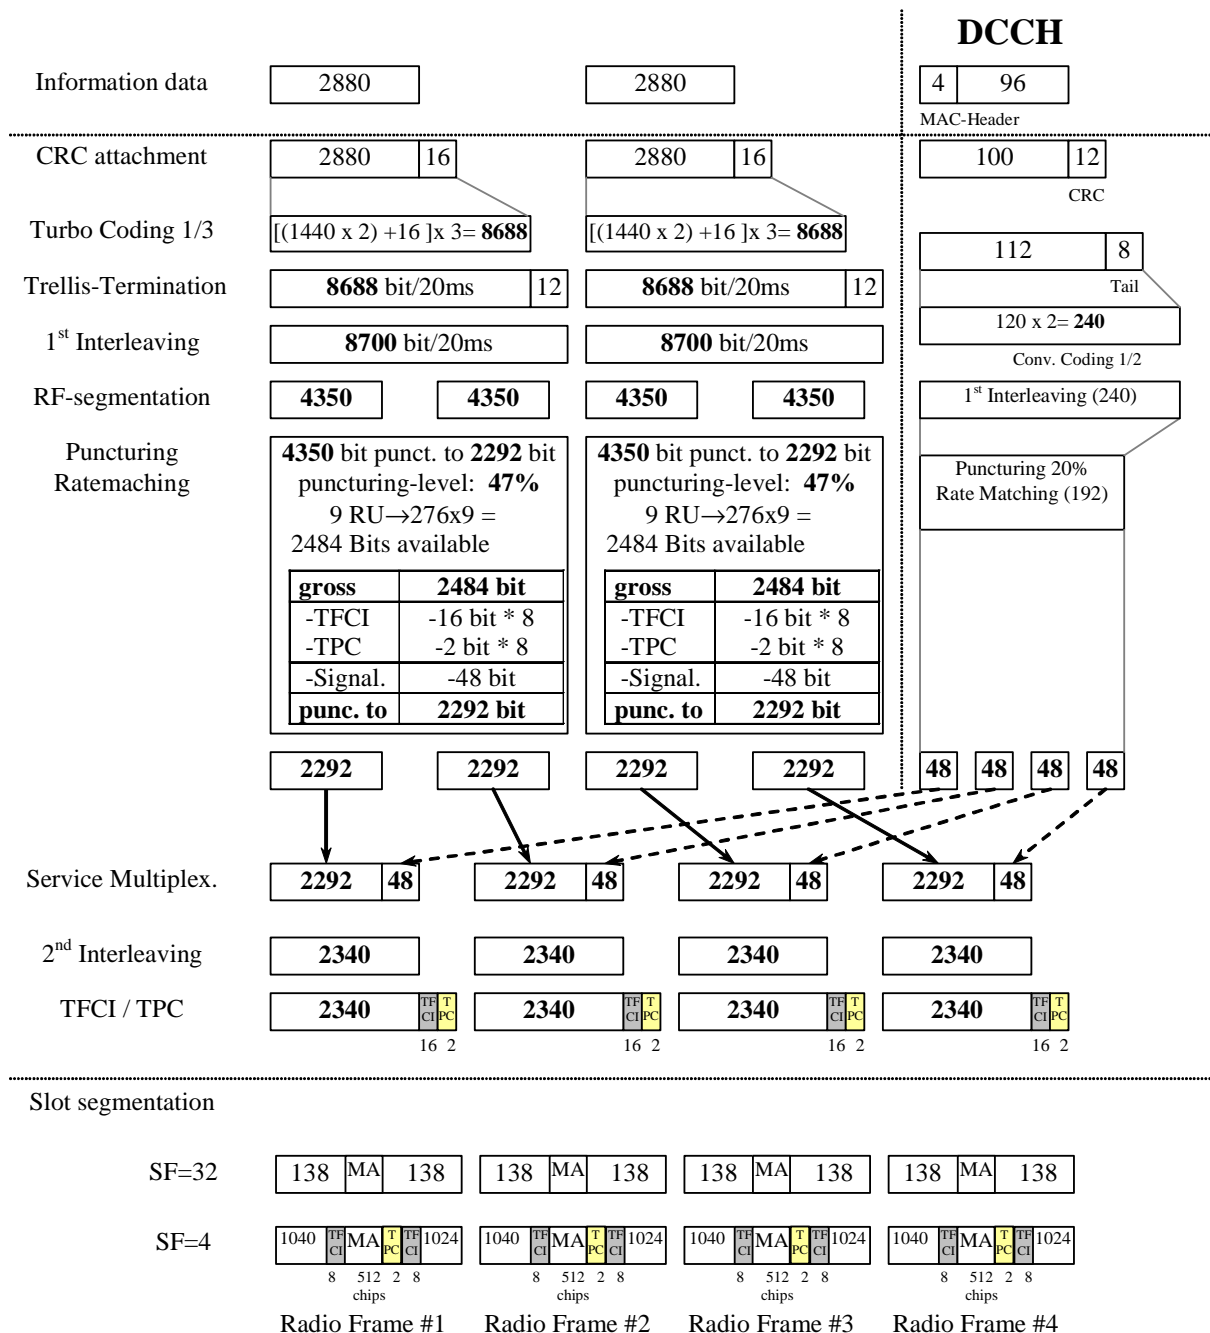 DCCH
Information data 2880 2880 4 96
MAC-Header
CRC attachment 2880 16 2880 16 100 12
CRC
Turbo Coding 1/3 [(1440 x 2) +16 ]x 3= 8688 [(1440 x 2) +16 ]x 3= 8688 112 8
Tail
Trellis-Termination 8688 bit/20ms 12 8688 bit/20ms 12
120 x 2= 240
1st Interleaving 8700 bit/20ms 8700 bit/20ms
Conv. Coding 1/2
RF-segmentation 4350 4350 4350 4350 1st Interleaving (240)
Puncturing 4350 bit punct. to 2292 bit 4350 bit punct. to 2292 bit Puncturing 20%
Ratemaching puncturing-level: 47% puncturing-level: 47% Rate Matching (192)
9 RU→276x9 = 9 RU→276x9 =
2484 Bits available 2484 Bits available
gross 2484 bit gross 2484 bit
-TFCI -16 bit * 8 -TFCI -16 bit * 8
-TPC -2 bit * 8 -TPC -2 bit * 8
-Signal. -48 bit -Signal. -48 bit
punc. to 2292 bit punc. to 2292 bit
2292 2292 2292 2292 48 48 48 48
Service Multiplex. 2292 48 2292 48 2292 48 2292 48
2nd Interleaving 2340 2340 2340 2340
TFCI / TPC 2340 TF CI T PC 2340 TF CI T PC 2340 TF CI T PC 2340 TF CI T PC
16 2 16 2 16 2 16 2
Slot segmentation
SF=32 138 MA 138 138 MA 138 138 MA 138 138 MA 138
SF=4 1040 TF CI MA T PC TF CI 1024 1040 TF CI MA T PC TF CI 1024 1040 TF CI MA T PC TF CI 1024 1040 TF CI MA T PC TF CI 1024
8 512 2 8 8 512 2 8 8 512 2 8 8 512 2 8
chips chips chips chips
Radio Frame #1 Radio Frame #2 Radio Frame #3 Radio Frame #4